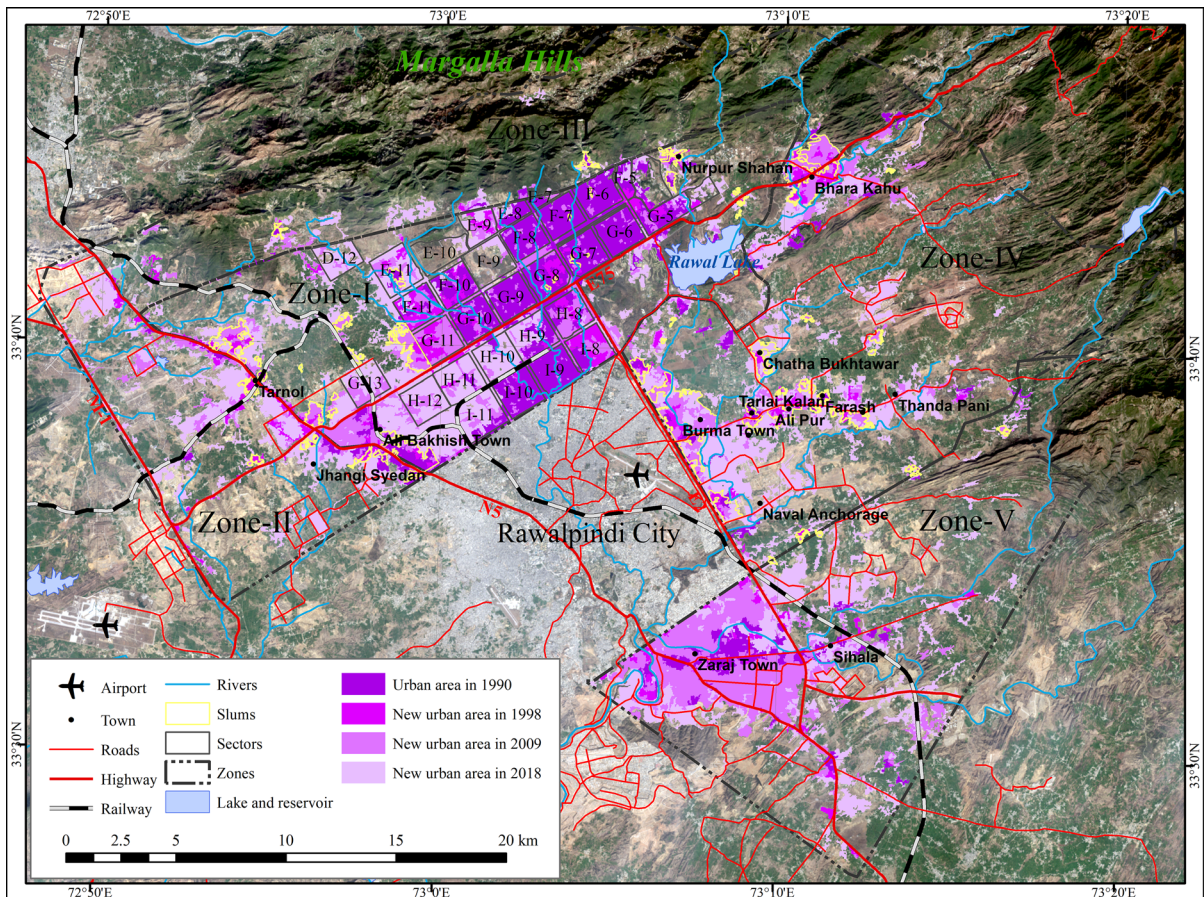 72°50'E 73°0'E 73°10'E 73°20'E
Margalla Hills
Zone-III
Nurpur Shahan
Bhara Kahu
E-7
F-6
F-7
E-8
E-9
F-8
G-5
G-6
G-7
G-8
E-10
F-9
D-12
E-11
F-10
G-9
F-11
G-10
G-11
Rawal Lake
Zone-IV
Zone-I
H-8
H-9
I-8
H-10
I-9
H-11
I-10
G-13
H-12
I-11
33°40'N
33°40'N
Tarnol
Chatha Bukhtawar
Tarlai Kalan
Farash
Thanda Pani
Ali Pur
Burma Town
Ali Bakhish Town
Jhangi Syedan
Naval Anchorage
Zone-II
N5
Rawalpindi City
Zone-V
Zaraj Town
Sihala
33°30'N
33°30'N
Airport
Town
Roads
Highway
Railway
Rivers
Slums
Sectors
Zones
Lake and reservoir
Urban area in 1990
New urban area in 1998
New urban area in 2009
New urban area in 2018
0 2.5 5 10 15 20 km
72°50'E 73°0'E 73°10'E 73°20'E